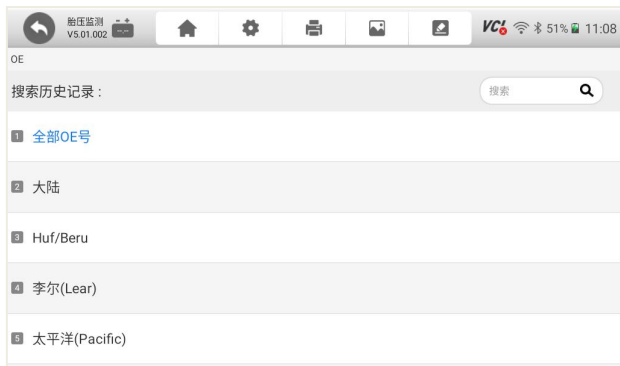 胎压监测
V5.01.002
--.--
VCI 51% 11:08
OE
搜索历史记录 :
搜索
1 全部OE号
2 大陆
3 Huf/Beru
4 李尔(Lear)
5 太平洋(Pacific)